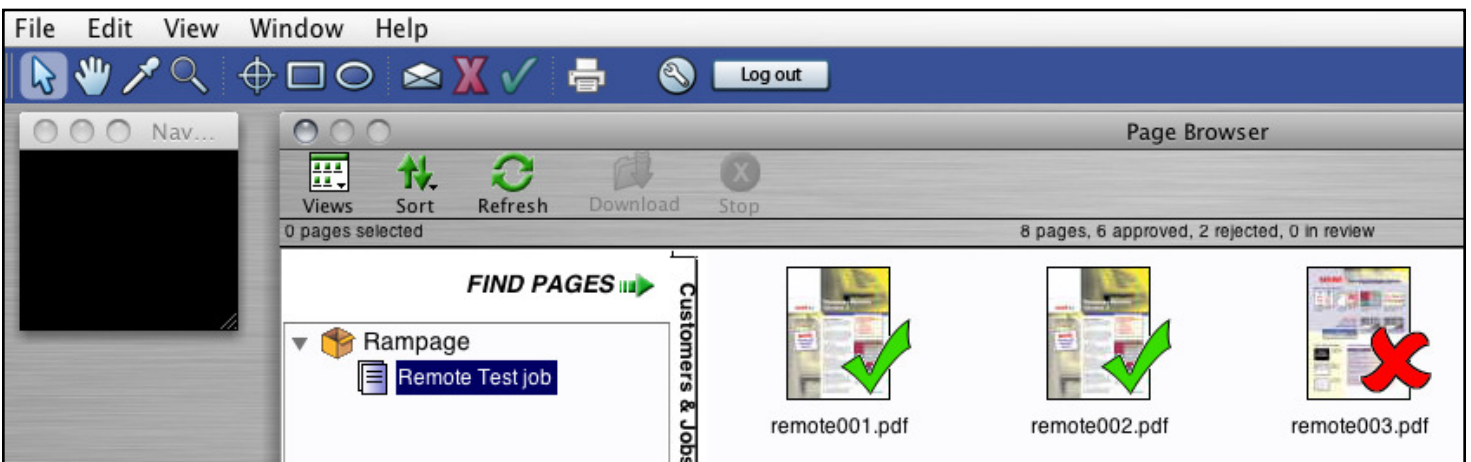 File Edit View Window Help
Log out
Nav...
Page Browser
Views Sort Refresh Download Stop
0 pages selected
8 pages, 6 approved, 2 rejected, 0 in review
FIND PAGES
Customers & Jobs
Rampage
Remote Test job
remote001.pdf
remote002.pdf
remote003.pdf